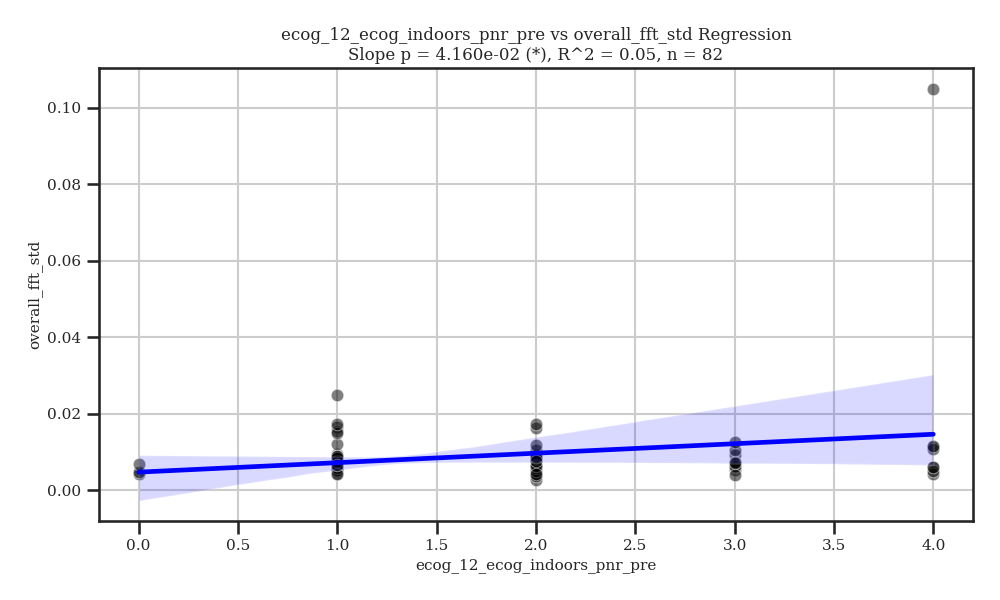 ecog_12_ecog_indoors_pnr_pre vs overall_fft_std Regression
Slope p = 4.160e-02 (*), R^2 = 0.05, n = 82
0.10
0.08
0.06
0.04
0.02
0.00
overall_fft_std
0.0 0.5 1.0 1.5 2.0 2.5 3.0 3.5 4.0
ecog_12_ecog_indoors_pnr_pre